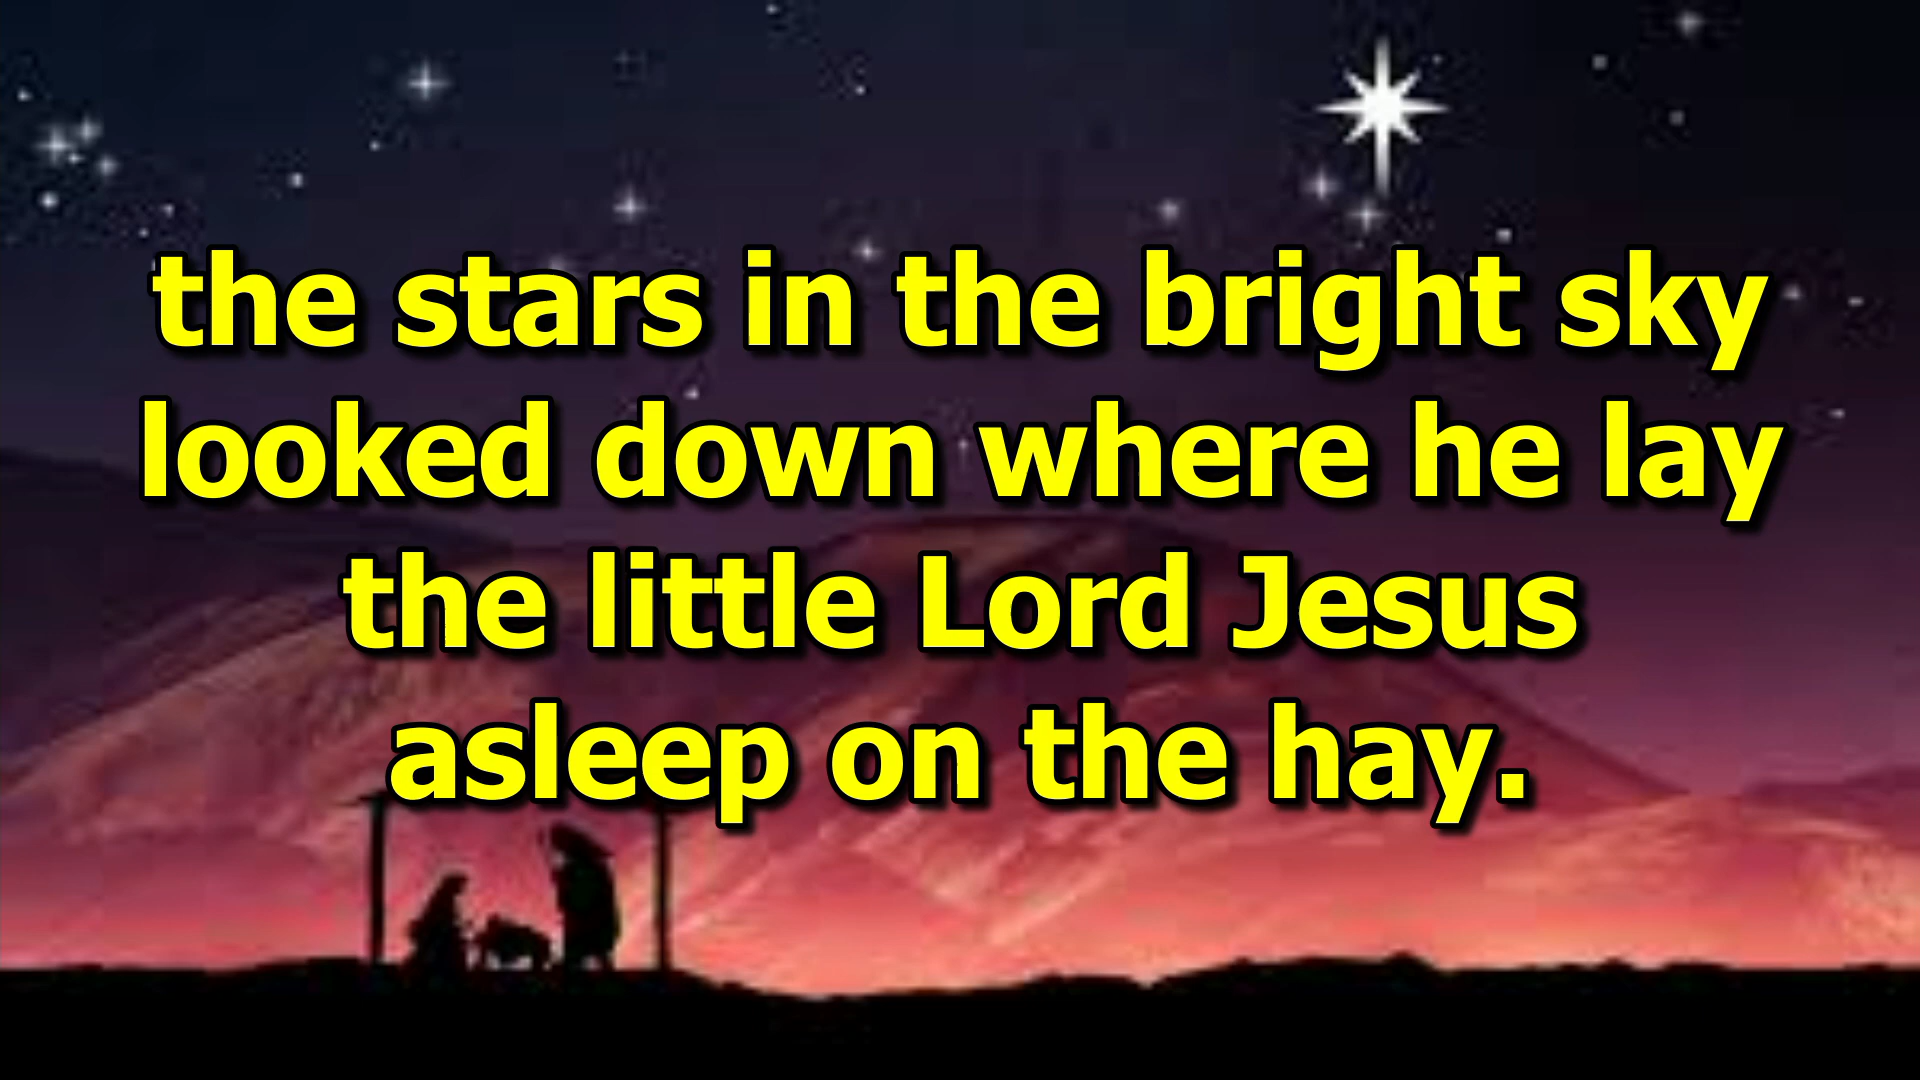 the stars in the bright sky
looked down where he lay
the little Lord Jesus
asleep on the hay.